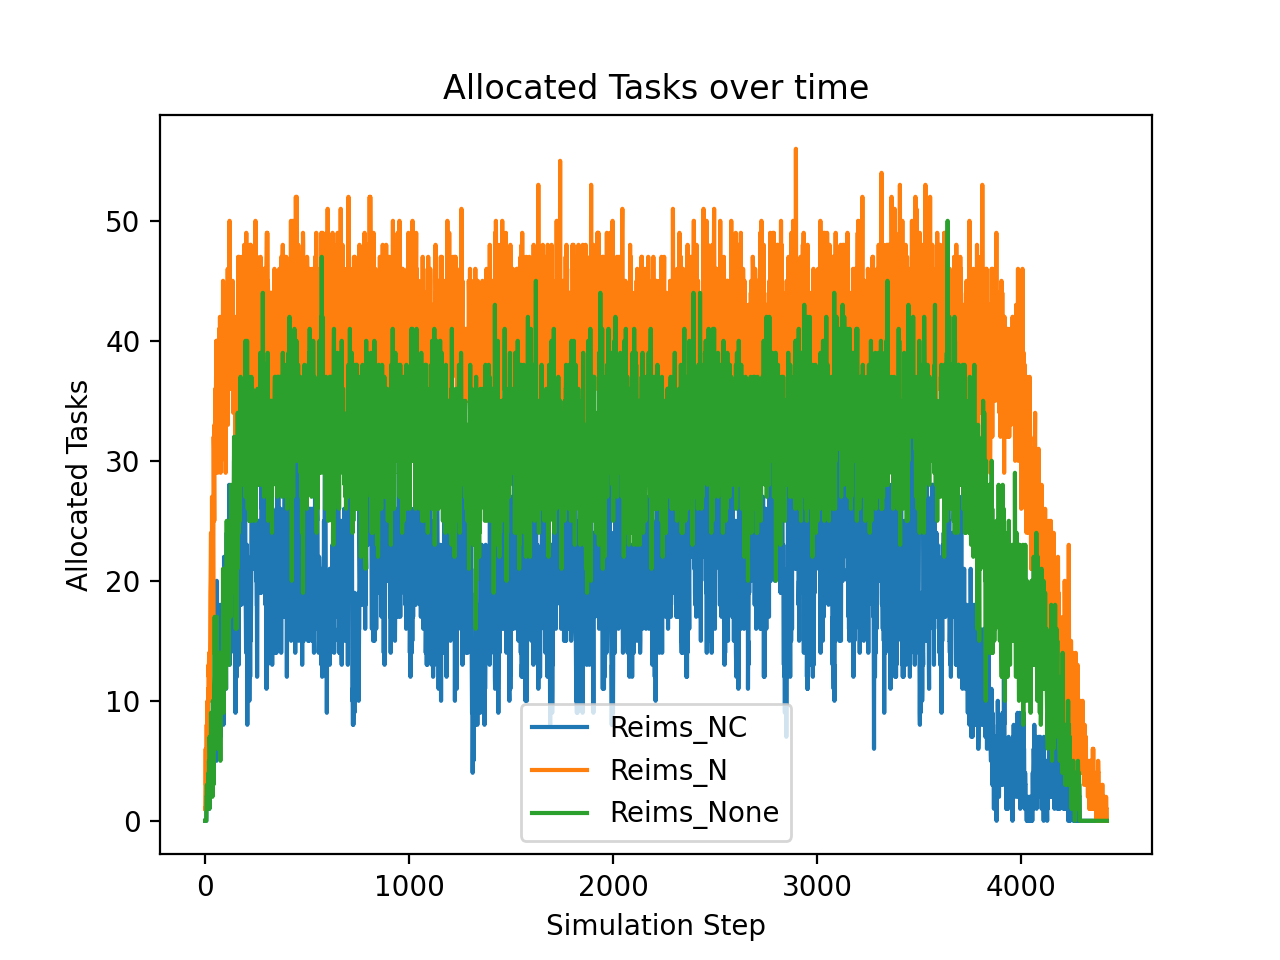 Allocated Tasks over time
Allocated Tasks
50
40
30
20
10
0
Reims_NC
Reims_N
Reims_None
0 1000 2000 3000 4000
Simulation Step